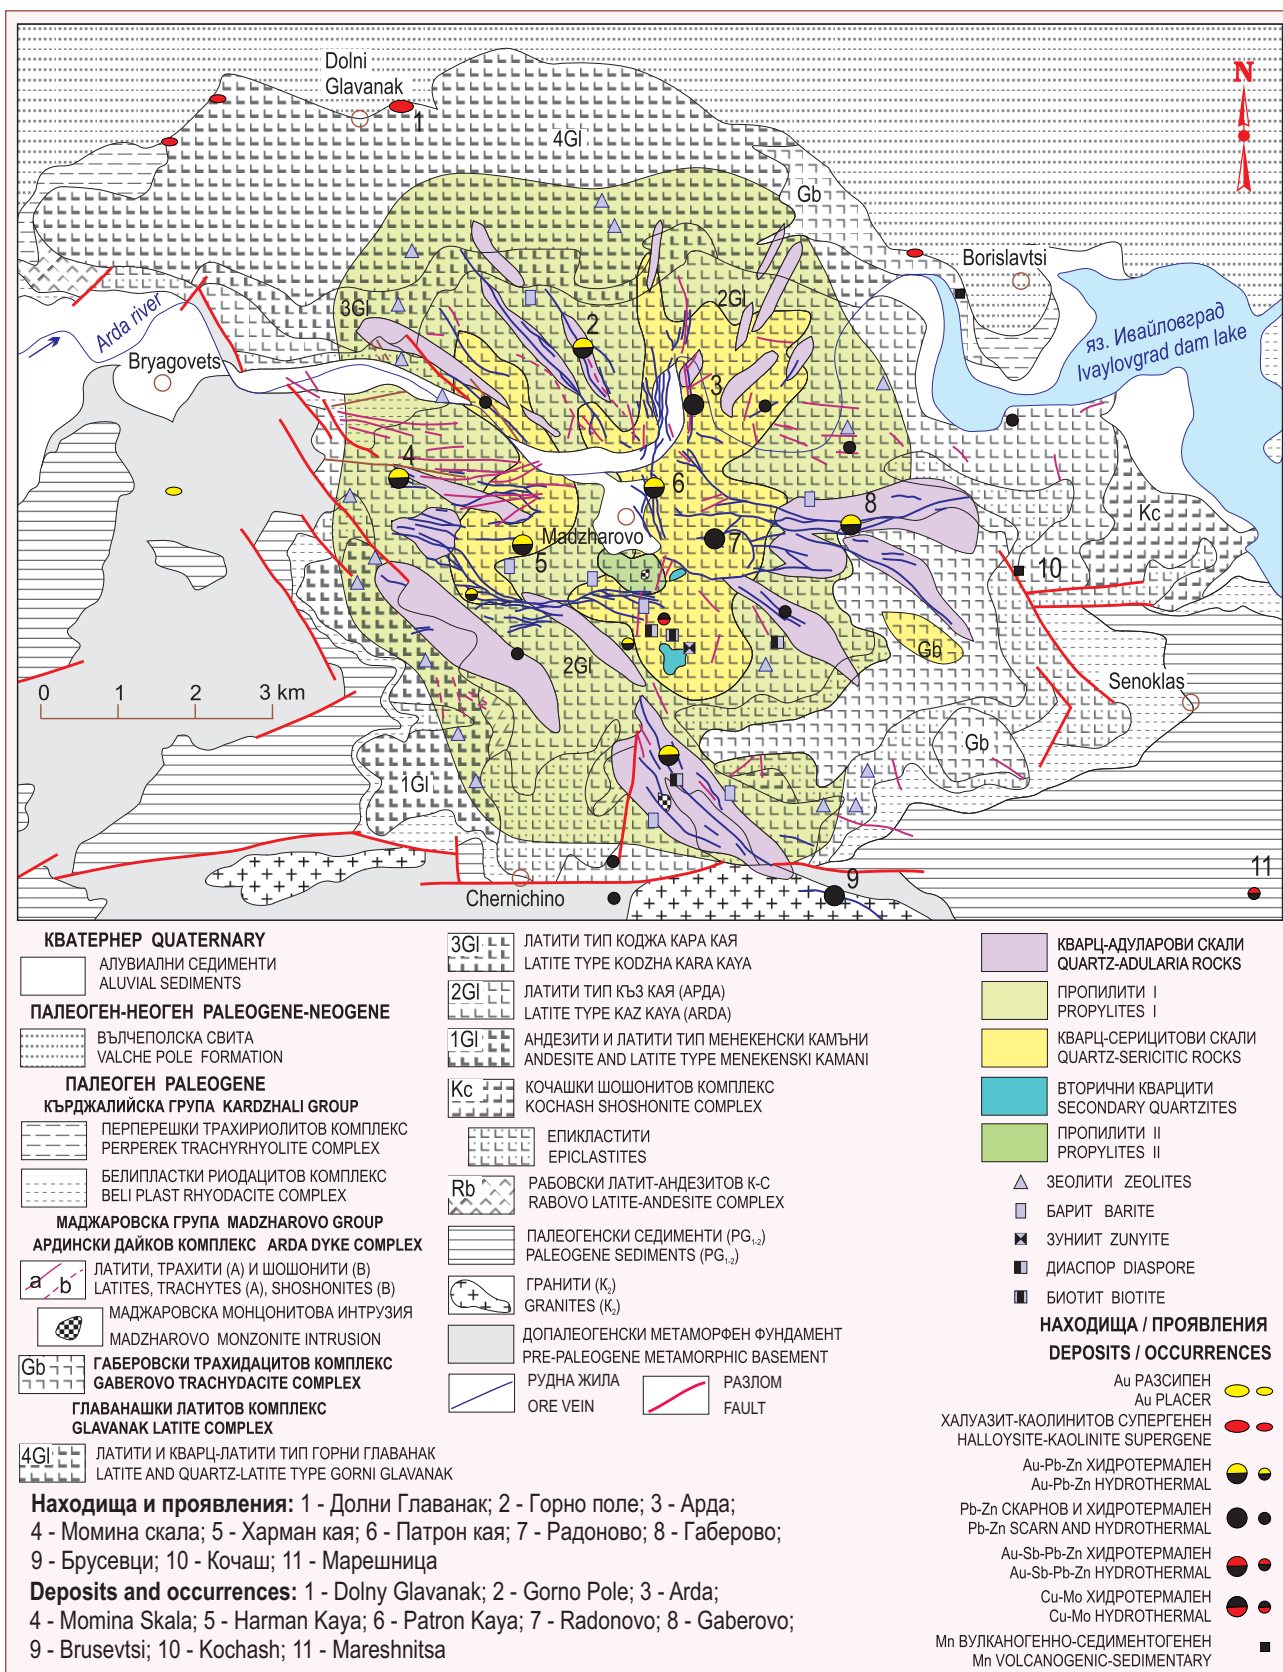 Dolni
Glavanak
1
N
4Gl
Gb
Borislavtsi
3Gl
2Gl
2
Arda river
Bryagovets
яз. Ивайловград
Ivaylovgrad dam lake
3
4
6
8
Kc
Madzharovo
7
5
10
2Gl
Gb
Senoklas
0 1 2 3 km
Gb
1Gl
Chernichino
9
11
КВАТЕРНЕР QUATERNARY
АЛУВИАЛНИ СЕДИМЕНТИ
ALUVIAL SEDIMENTS
ПАЛЕОГЕН-НЕОГЕН PALEOGENE-NEOGENE
ВЪЛЧЕПОЛСКА СВИТА
VALCHE POLE FORMATION
ПАЛЕОГЕН PALEOGENE
КЪРДЖАЛИЙСКА ГРУПА KARDZHALI GROUP
ПЕРПЕРЕШКИ ТРАХИРИОЛИТОВ КОМПЛЕКС
PERPEREK TRACHYRHYOLITE COMPLEX
БЕЛИПЛАСТКИ РИОДАЦИТОВ КОМПЛЕКС
BELI PLAST RHYODACITE COMPLEX
МАДЖАРОВСКА ГРУПА MADZHAROVO GROUP
АРДИНСКИ ДАЙКОВ КОМПЛЕКС ARDA DYKE COMPLEX
a b
ЛАТИТИ, ТРАХИТИ (А) И ШОШОНИТИ (В)
LATITES, TRACHYTES (A), SHOSHONITES (B)
МАДЖАРОВСКА МОНЦОНИТОВА ИНТРУЗИЯ
MADZHAROVO MONZONITE INTRUSION
Gb
ГАБЕРОВСКИ ТРАХИДАЦИТОВ КОМПЛЕКС
GABEROVO TRACHYDACITE COMPLEX
ГЛАВАНАШКИ ЛАТИТОВ КОМПЛЕКС
GLAVANAK LATITE COMPLEX
4Gl
ЛАТИТИ И КВАРЦ-ЛАТИТИ ТИП ГОРНИ ГЛАВАНАК
LATITE AND QUARTZ-LATITE TYPE GORNI GLAVANAK
3Gl
ЛАТИТИ ТИП КОДЖА КАРА КАЯ
LATITE TYPE KODZHA KARA KAYA
2Gl
ЛАТИТИ ТИП КЪЗ КАЯ (АРДА)
LATITE TYPE KAZ KAYA (ARDA)
1Gl
АНДЕЗИТИ И ЛАТИТИ ТИП МЕНЕКЕНСКИ КАМЪНИ
ANDESITE AND LATITE TYPE MENEKENSKI KAMANI
Kc
КОЧАШКИ ШОШОНИТОВ КОМПЛЕКС
KOCHASH SHOSHONITE COMPLEX
ЕПИКЛАСТИТИ
EPICLASTITES
Rb
РАБОВСКИ ЛАТИТ-АНДЕЗИТОВ К-С
RABOVO LATITE-ANDESITE COMPLEX
ПАЛЕОГЕНСКИ СЕДИМЕНТИ (PG₁₋₂)
PALEOGENE SEDIMENTS (PG₁₋₂)
ГРАНИТИ (K₂)
GRANITES (K₂)
ДОПАЛЕОГЕНСКИ МЕТАМОРФЕН ФУНДАМЕНТ
PRE-PALEOGENE METAMORPHIC BASEMENT
РУДНА ЖИЛА
ORE VEIN
РАЗЛОМ
FAULT
КВАРЦ-АДУЛАРОВИ СКАЛИ
QUARTZ-ADULARIA ROCKS
ПРОПИЛИТИ I
PROPYLITES I
КВАРЦ-СЕРИЦИТОВИ СКАЛИ
QUARTZ-SERICITIC ROCKS
ВТОРИЧНИ КВАРЦИТИ
SECONDARY QUARTZITES
ПРОПИЛИТИ II
PROPYLITES II
ЗЕОЛИТИ ZEOLITES
БАРИТ BARITE
ЗУНИИТ ZUNYITE
ДИАСПОР DIASPORE
БИОТИТ BIOTITE
НАХОДИЩА / ПРОЯВЛЕНИЯ
DEPOSITS / OCCURRENCES
Au РАЗСИПЕН
Au PLACER
ХАЛУАЗИТ-КАОЛИНИТОВ СУПЕРГЕНЕН
HALLOYSITE-KAOLINITE SUPERGENE
Au-Pb-Zn ХИДРОТЕРМАЛЕН
Au-Pb-Zn HYDROTHERMAL
Pb-Zn СКАРНОВ И ХИДРОТЕРМАЛЕН
Pb-Zn SCARN AND HYDROTHERMAL
Au-Sb-Pb-Zn ХИДРОТЕРМАЛЕН
Au-Sb-Pb-Zn HYDROTHERMAL
Cu-Mo ХИДРОТЕРМАЛЕН
Cu-Mo HYDROTHERMAL
Mn ВУЛКАНОГЕННО-СЕДИМЕНТОГЕНЕН
Mn VOLCANOGENIC-SEDIMENTARY
Находища и проявления: 1 - Долни Главанак; 2 - Горно поле; 3 - Арда;
4 - Момина скала; 5 - Харман кая; 6 - Патрон кая; 7 - Радоново; 8 - Габерово;
9 - Брусевци; 10 - Кочаш; 11 - Марешница
Deposits and occurrences: 1 - Dolny Glavanak; 2 - Gorno Pole; 3 - Arda;
4 - Momina Skala; 5 - Harman Kaya; 6 - Patron Kaya; 7 - Radonovo; 8 - Gaberovo;
9 - Brusevtsi; 10 - Kochash; 11 - Mareshnitsa